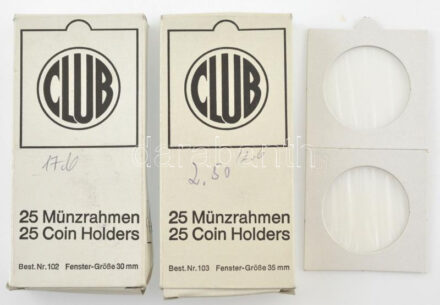 CLUB
17.-
25 Münzrahmen
25 Coin Holders
Best.Nr.102 Fenster-Größe 30 mm
CLUB
2.50
25 Münzrahmen
25 Coin Holders
Best.Nr.103 Fenster-Größe 35 mm
darabanth